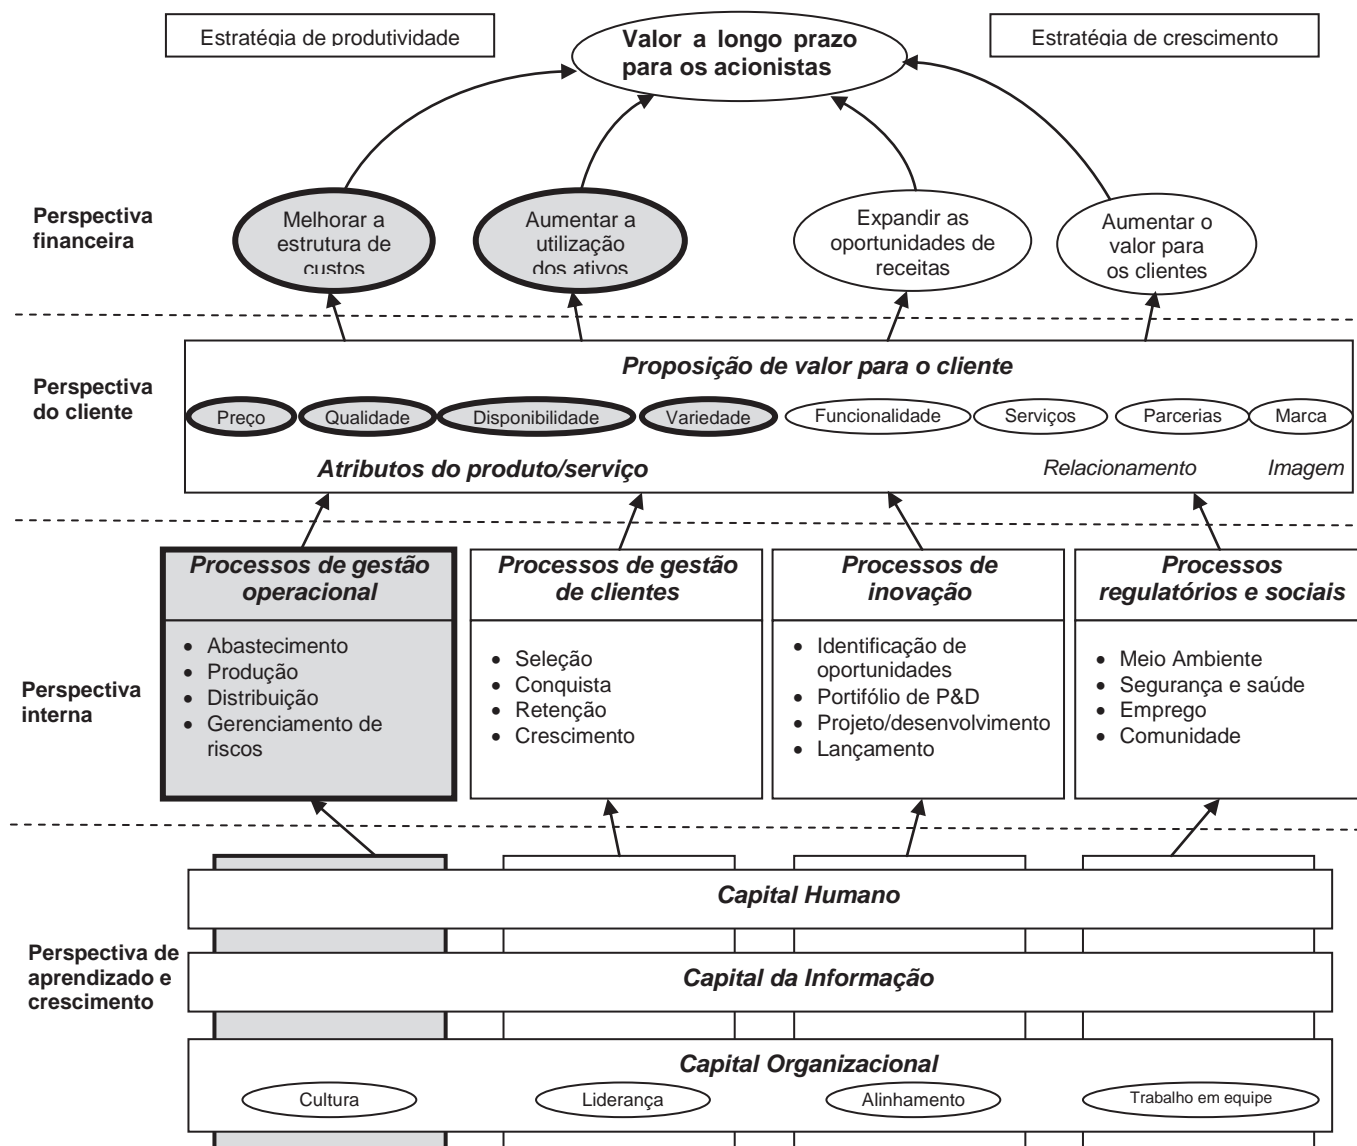 Estratégia de produtividade
Valor a longo prazo
para os acionistas
Estratégia de crescimento
Perspectiva
financeira
Melhorar a
estrutura de
custos
Aumentar a
utilização
dos ativos
Expandir as
oportunidades de
receitas
Aumentar o
valor para
os clientes
Perspectiva
do cliente
Proposição de valor para o cliente
Preço
Qualidade
Disponibilidade
Variedade
Funcionalidade
Serviços
Parcerias
Marca
Atributos do produto/serviço
Relacionamento
Imagem
Perspectiva
interna
Processos de gestão
operacional
• Abastecimento
• Produção
• Distribuição
• Gerenciamento de
riscos
Processos de gestão
de clientes
• Seleção
• Conquista
• Retenção
• Crescimento
Processos de
inovação
• Identificação de
oportunidades
• Portifólio de P&D
• Projeto/desenvolvimento
• Lançamento
Processos
regulatórios e sociais
• Meio Ambiente
• Segurança e saúde
• Emprego
• Comunidade
Perspectiva de
aprendizado e
crescimento
Capital Humano
Capital da Informação
Capital Organizacional
Cultura
Liderança
Alinhamento
Trabalho em equipe